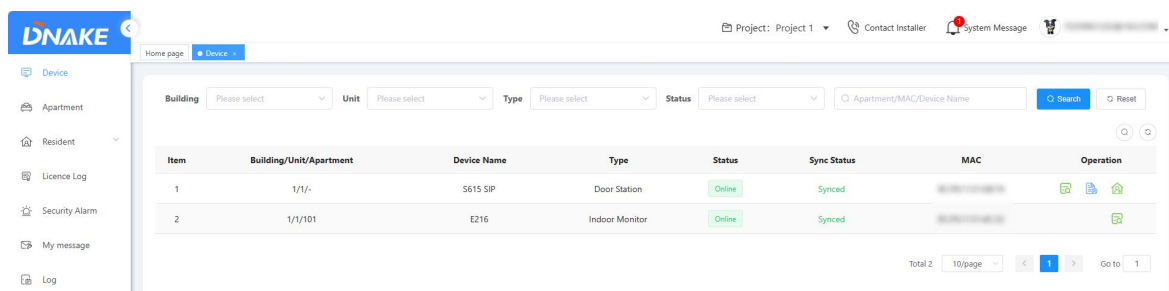 DNAKE
Project: Project 1
Contact Installer
1
System Message
Home page
Device ×
Device
Apartment
Resident
Licence Log
Security Alarm
My message
Log
Building Please select Unit Please select Type Please select Status Please select Apartment/MAC/Device Name Search Reset
Item Building/Unit/Apartment Device Name Type Status Sync Status MAC Operation
1 1/1/- S615 SIP Door Station Online Synced
2 1/1/101 E216 Indoor Monitor Online Synced
Total 2 10/page < 1 > Go to 1